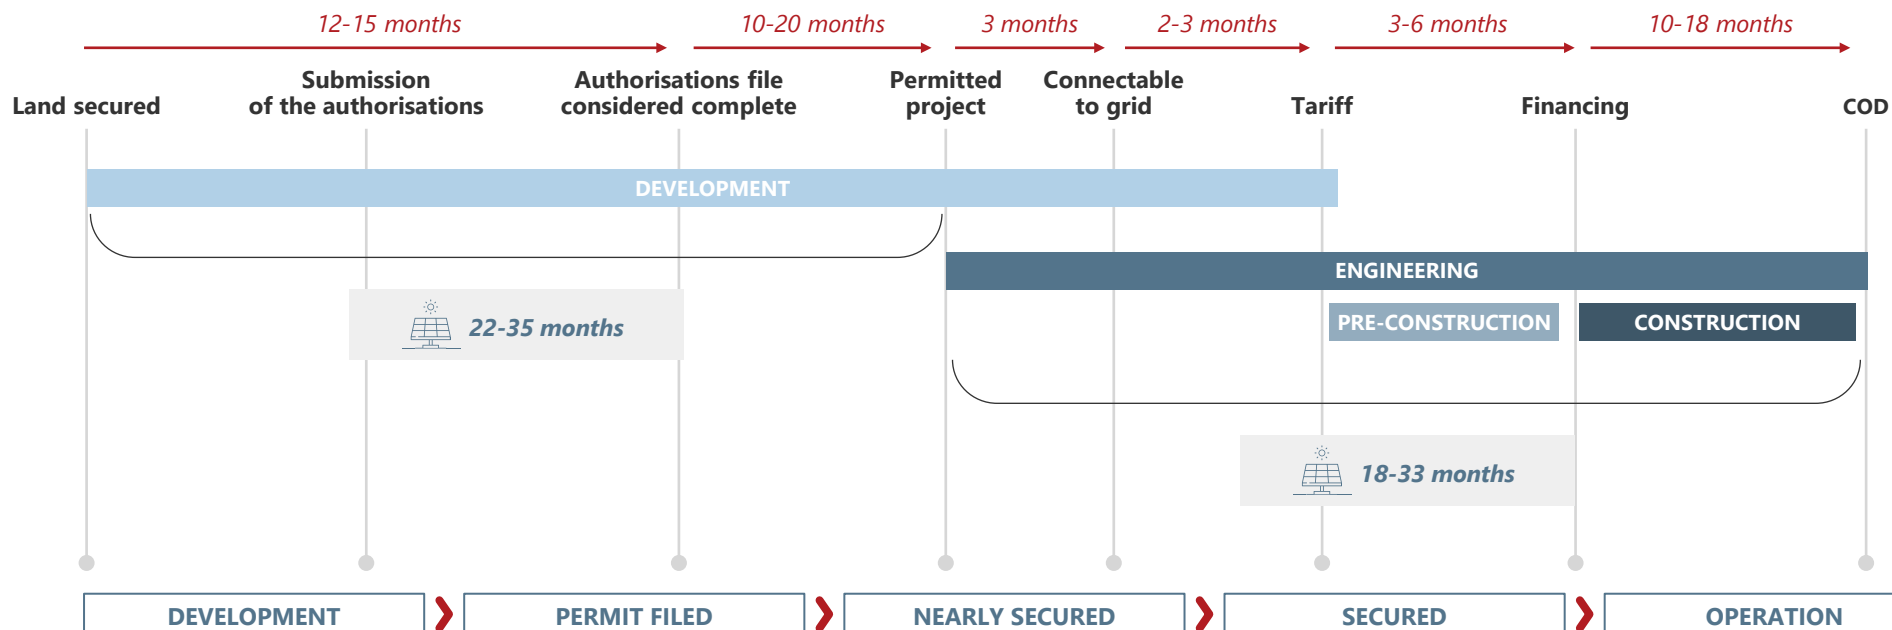 12-15 months
10-20 months
3 months
2-3 months
3-6 months
10-18 months
Land secured
Submission
of the authorisations
Authorisations file
considered complete
Permitted
project
Connectable
to grid
Tariff
Financing
COD
DEVELOPMENT
ENGINEERING
PRE-CONSTRUCTION
CONSTRUCTION
22-35 months
18-33 months
DEVELOPMENT
PERMIT FILED
NEARLY SECURED
SECURED
OPERATION